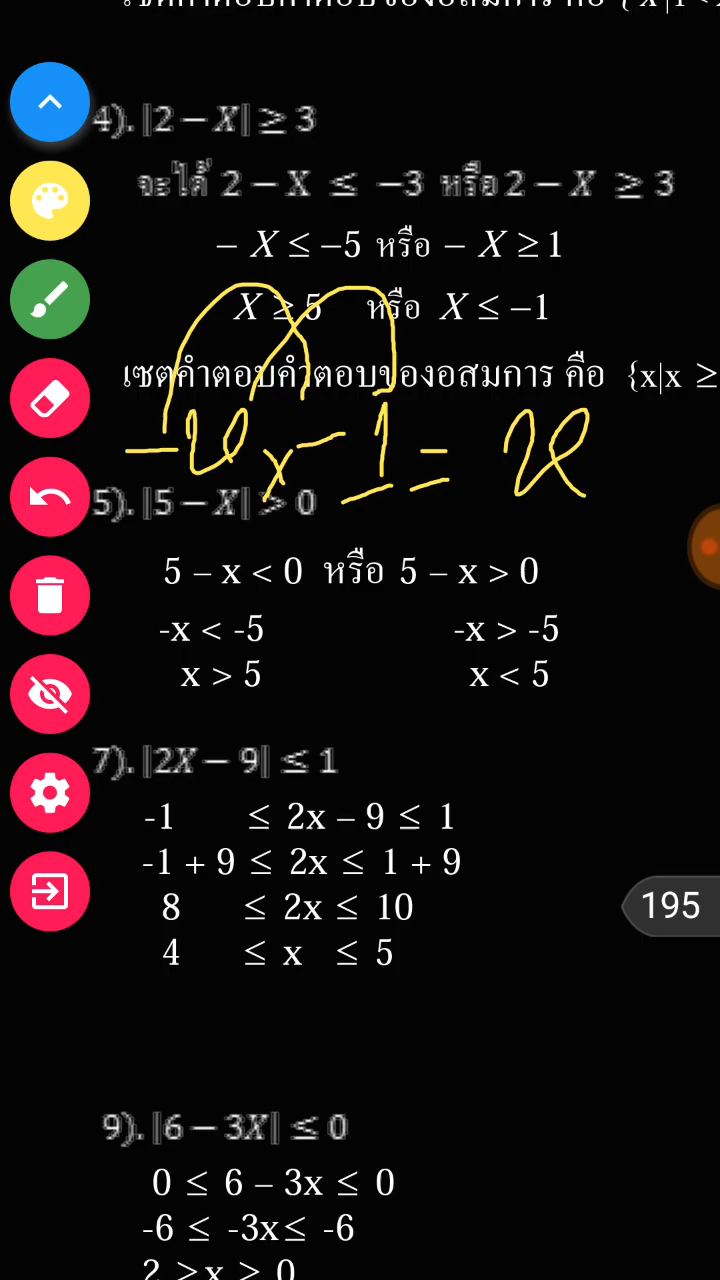 4). |2 – X| ≥ 3
จะได้ 2 – X ≤ –3 หรือ 2 – X ≥ 3
– X ≤ –5 หรือ – X ≥ 1
X ≥ 5 หรือ X ≤ –1
เซตคำตอบคำตอบของอสมการ คือ {x|x ≥
5). |5 – X| > 0
5 – x < 0 หรือ 5 – x > 0
-x < -5 -x > -5
x > 5 x < 5
7). |2X – 9| ≤ 1
-1 ≤ 2x – 9 ≤ 1
-1 + 9 ≤ 2x ≤ 1 + 9
8 ≤ 2x ≤ 10
195
4 ≤ x ≤ 5
9). |6 – 3X| ≤ 0
0 ≤ 6 – 3x ≤ 0
-6 ≤ -3x ≤ -6